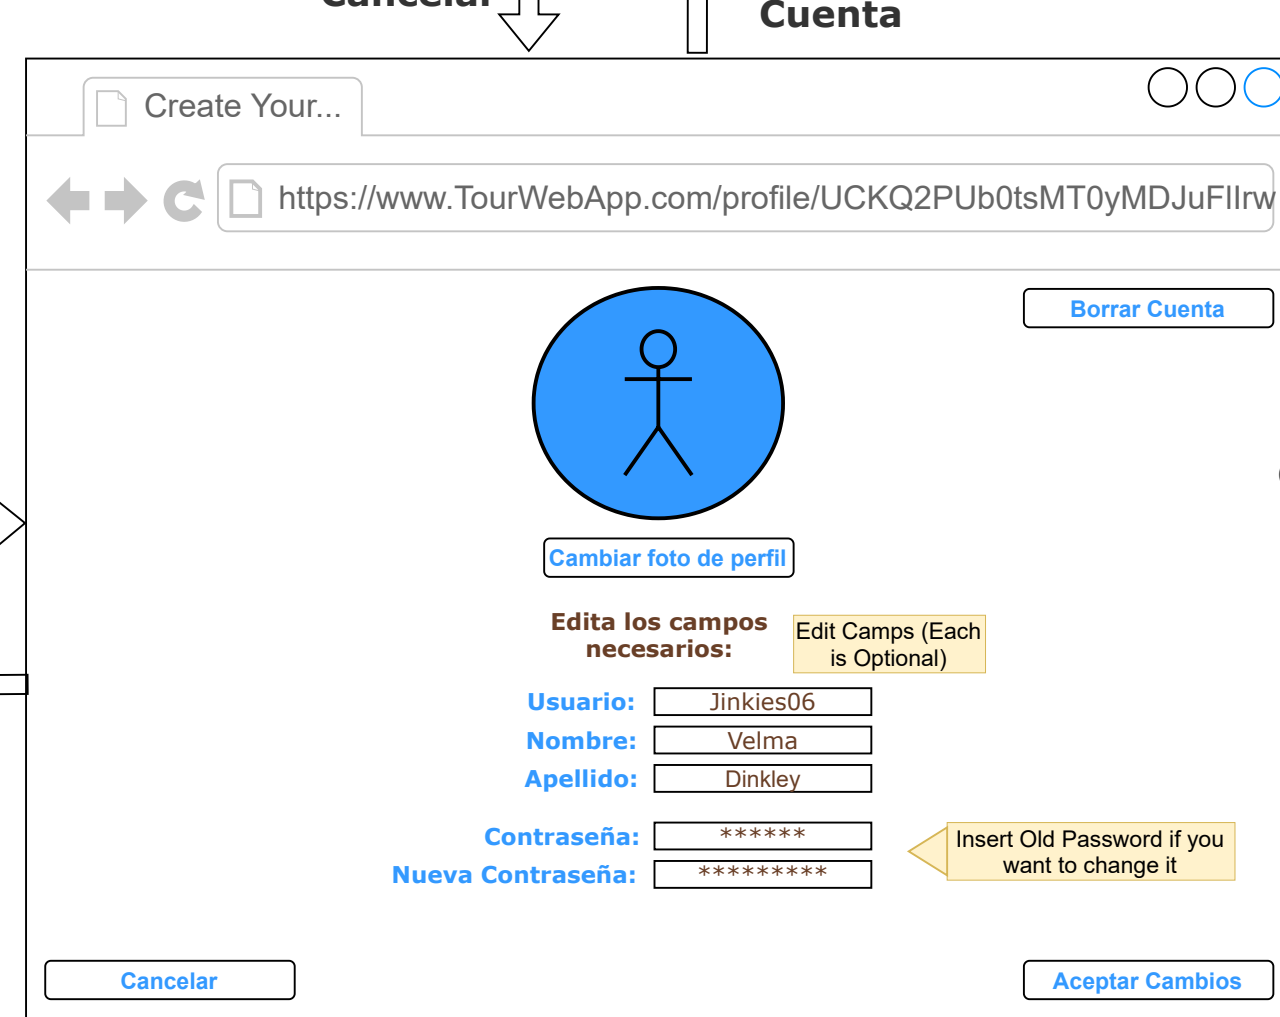 Cancelar
Cuenta
Create Your...
https://www.TourWebApp.com/profile/UCKQ2PUb0tsMT0yMDJuFllrw
Borrar Cuenta
Cambiar foto de perfil
Edita los campos
necesarios:
Edit Camps (Each
is Optional)
Usuario: Jinkies06
Nombre: Velma
Apellido: Dinkley
Contraseña: ******
Nueva Contraseña: *********
Insert Old Password if you
want to change it
Cancelar
Aceptar Cambios